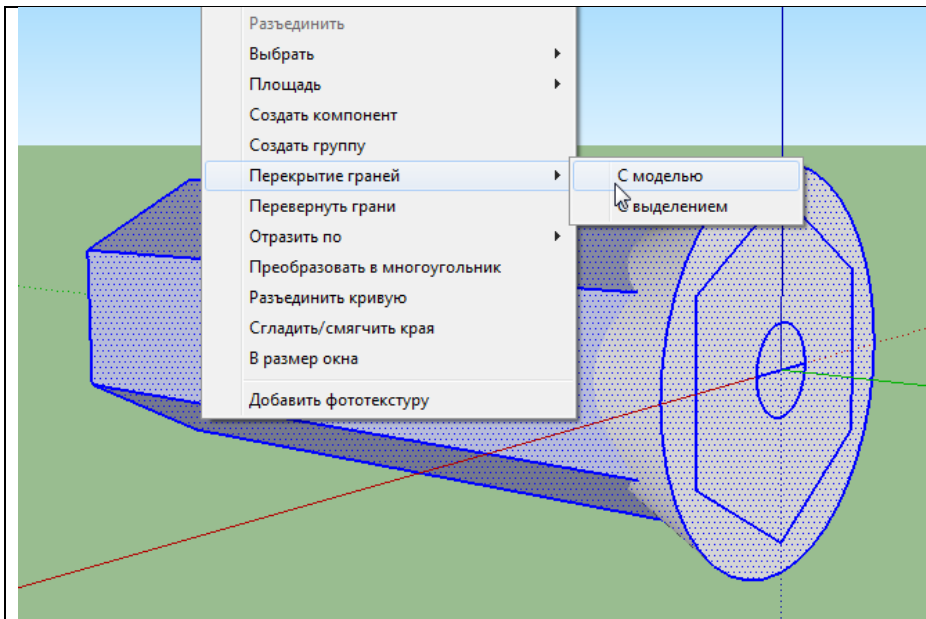 Разъединить
Выбрать
Площадь
Создать компонент
Создать группу
Перекрытие граней
С моделью
Перевернуть грани
С выделением
Отразить по
Преобразовать в многоугольник
Разъединить кривую
Сгладить/смягчить края
В размер окна
Добавить фототекстуру